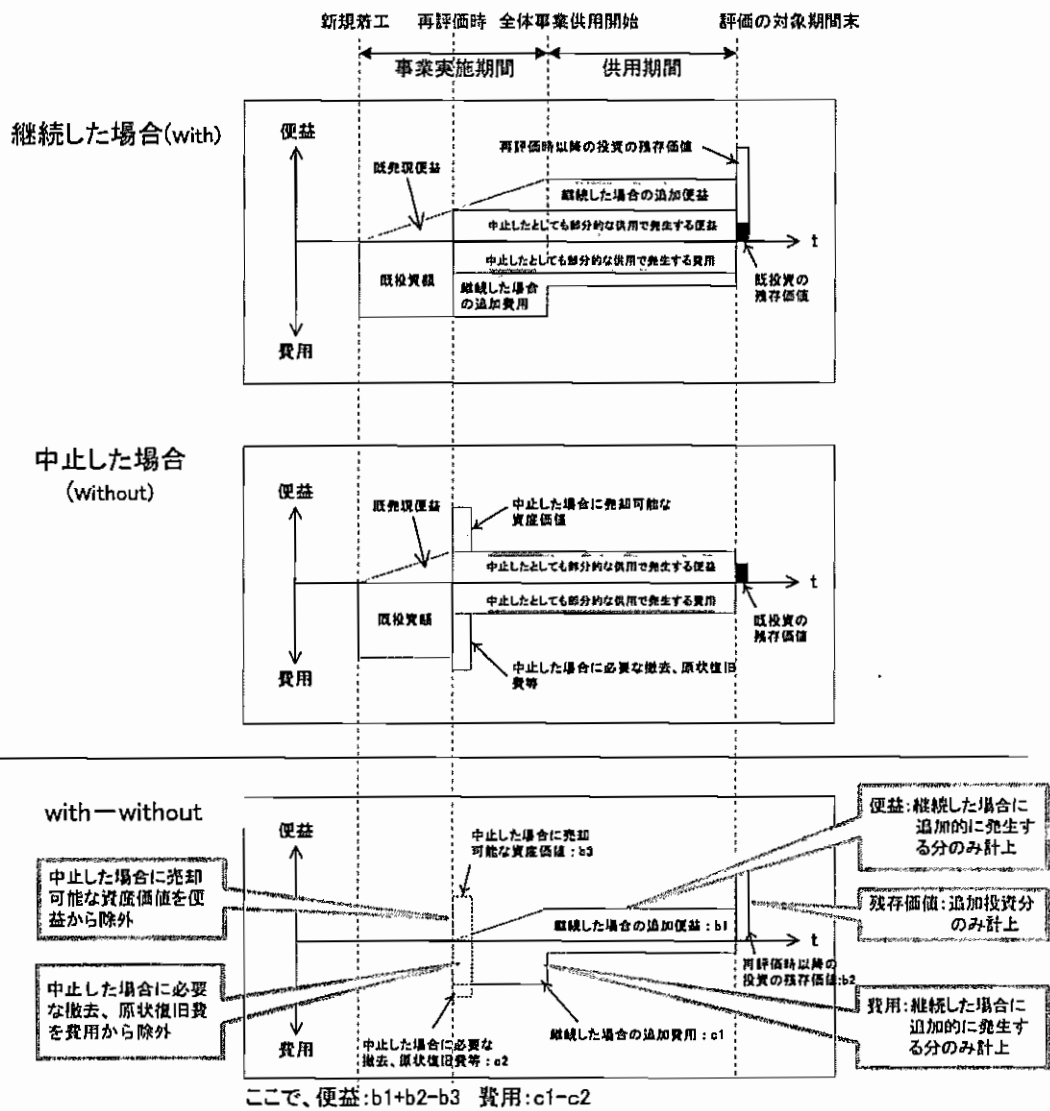 新規着工 再評価時 全体事業供用開始 評価の対象期間末
事業実施期間 供用期間
継続した場合(with)
便益
再評価時以降の投資の残存価値
既発現便益
継続した場合の追加便益
中止したとしても部分的な供用で発生する便益
t
中止したとしても部分的な供用で発生する費用
既投資額
継続した場合
の追加費用
既投資の
残存価値
費用
中止した場合
(Without)
便益
既発現便益
中止した場合に売却可能な
資産価値
中止したとしても部分的な供用で発生する便益
t
中止したとしても部分的な供用で発生する費用
既投資額
既投資の
残存価値
中止した場合に必要な撤去、原状復旧
費等
費用
with－without
便益
中止した場合に売却
可能な資産価値：b3
便益：継続した場合に
追加的に発生す
る分のみ計上
中止した場合に売却
可能な資産価値を便
益から除外
残存価値：追加投資分
のみ計上
継続した場合の追加便益：b1
t
再評価時以降の
投資の残存価値:b2
中止した場合に必要
な撤去、原状復旧費
を費用から除外
費用：継続した場合に
追加的に発生す
る分のみ計上
継続した場合の追加費用：c1
費用
中止した場合に必要な
撤去、原状復旧費等：c2
ここで、便益:b1+b2-b3 費用:c1-c2